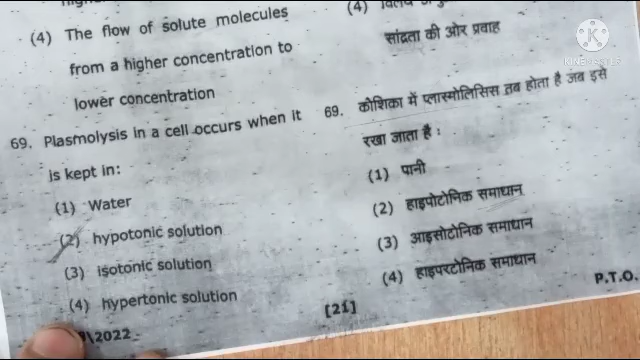 (4) The flow of solute molecules
from a higher concentration to
lower concentration
69. Plasmolysis in a cell occurs when it
is kept in:
(1) Water
(2) hypotonic solution
(3) isotonic solution
(4) hypertonic solution
\2022
(4)
सांद्रता की ओर प्रवाह
69. कोशिका में प्लास्मोलिसिस तब होता है जब इसे
रखा जाता है :
(1) पानी
(2) हाइपोटोनिक समाधान
(3) आइसोटोनिक समाधान
(4) हाइपरटोनिक समाधान
[21]
P.T.O.
KINEMASTER